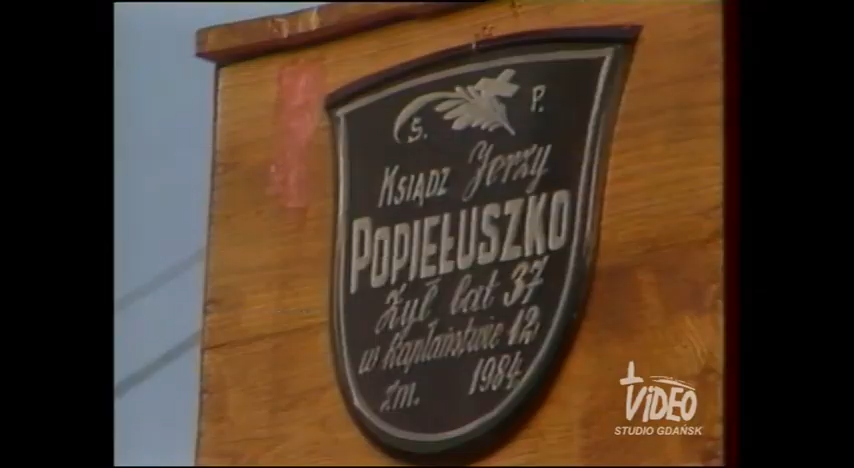 Ś. P.
Ksiądz Jerzy
POPIEŁUSZKO
Żył lat 37
w kapłaństwie 12
zm. 1984.
VIDEO
STUDIO GDAŃSK